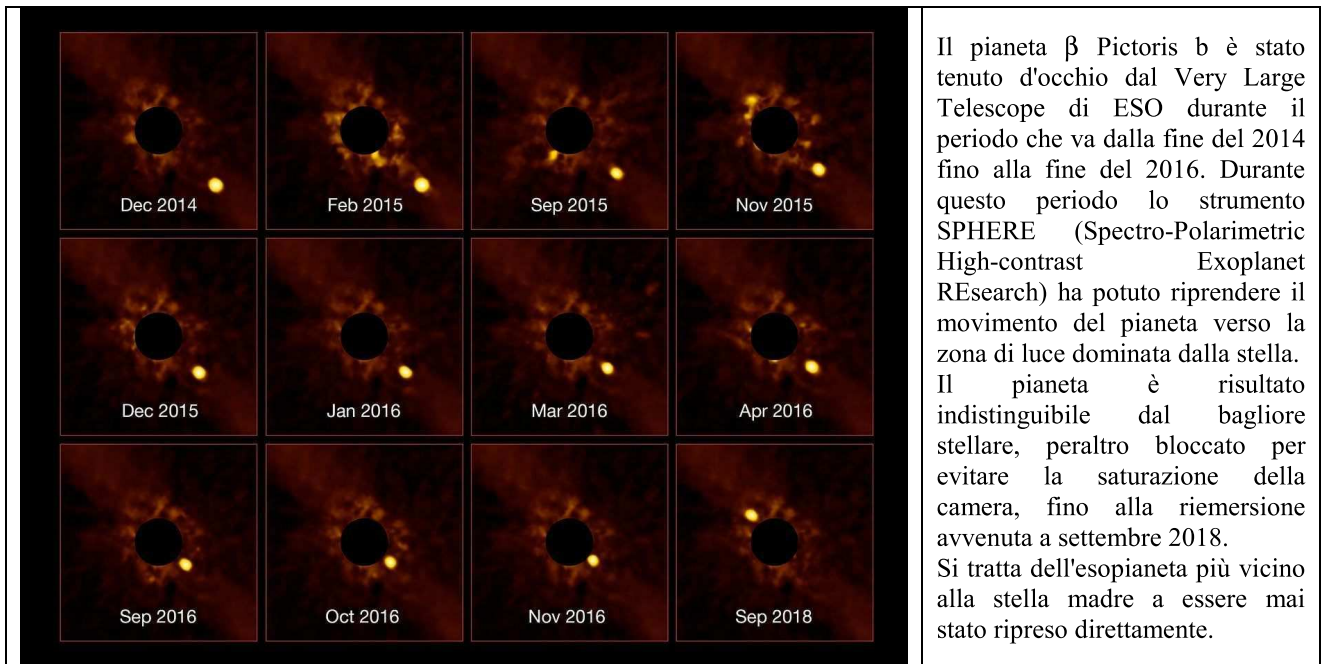 Dec 2014
Feb 2015
Sep 2015
Nov 2015
Dec 2015
Jan 2016
Mar 2016
Apr 2016
Sep 2016
Oct 2016
Nov 2016
Sep 2018
Il pianeta β Pictoris b è stato
tenuto d'occhio dal Very Large
Telescope di ESO durante il
periodo che va dalla fine del 2014
fino alla fine del 2016. Durante
questo periodo lo strumento
SPHERE (Spectro-Polarimetric
High-contrast Exoplanet
REsearch) ha potuto riprendere il
movimento del pianeta verso la
zona di luce dominata dalla stella.
Il pianeta è risultato
indistinguibile dal bagliore
stellare, peraltro bloccato per
evitare la saturazione della
camera, fino alla riemersione
avvenuta a settembre 2018.
Si tratta dell'esopianeta più vicino
alla stella madre a essere mai
stato ripreso direttamente.